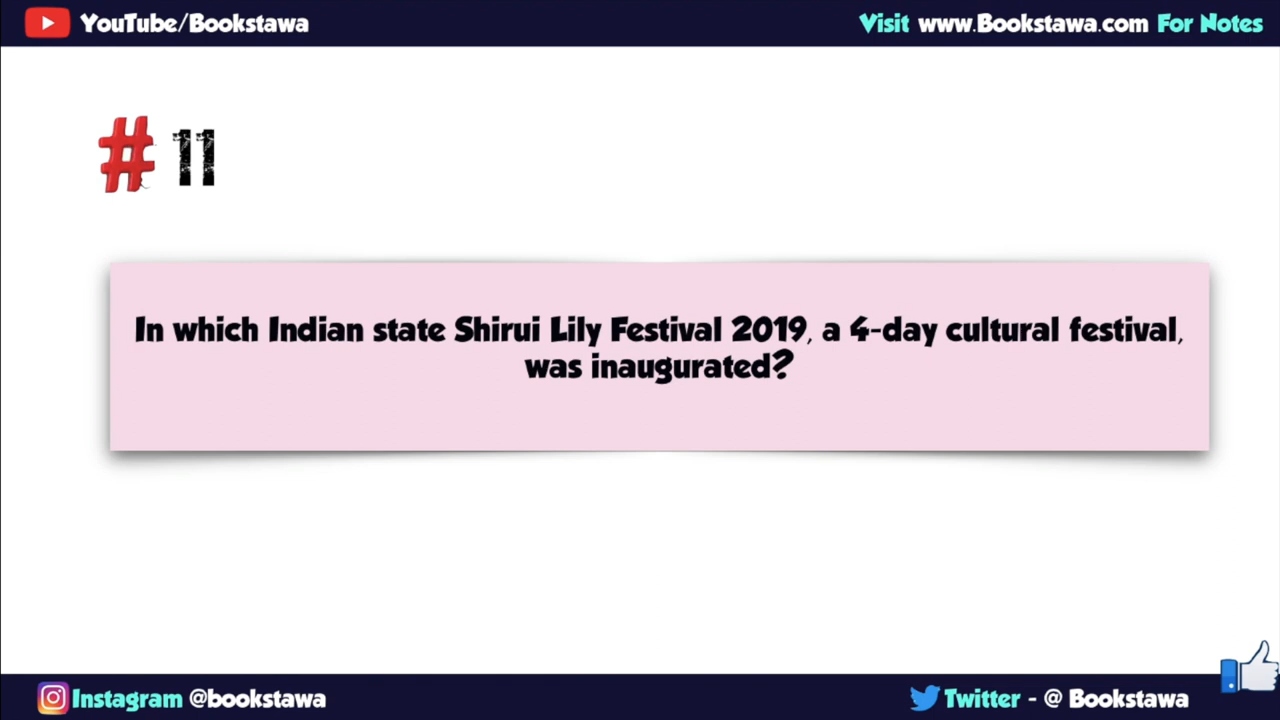 YouTube/Bookstawa
Visit www.Bookstawa.com For Notes
# 11
In which Indian state Shirui Lily Festival 2019, a 4-day cultural festival,
was inaugurated?
Instagram @bookstawa
Twitter - @ Bookstawa